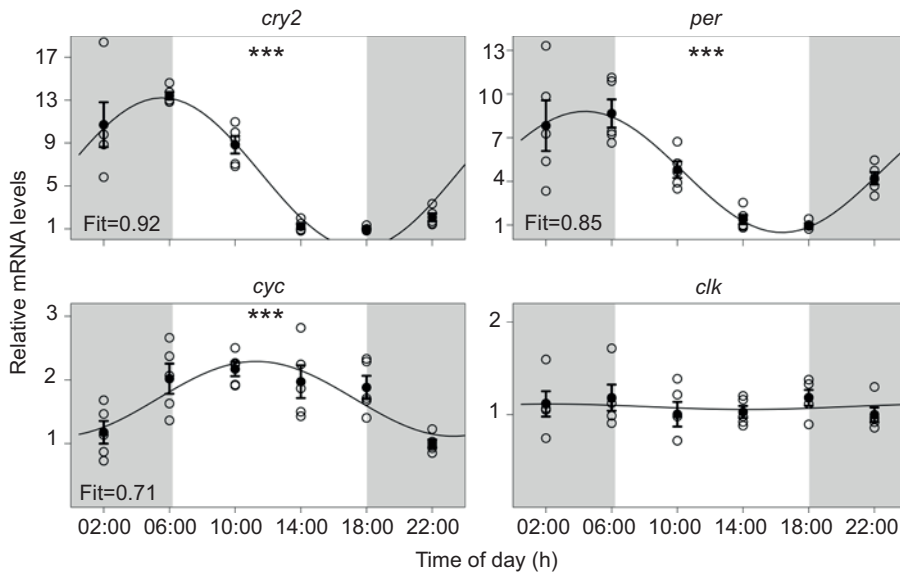 cry2
per
***
***
17
13
9
5
1
Fit=0.92
13
10
7
4
1
Fit=0.85
Relative mRNA levels
cyc
clk
***
3
2
1
Fit=0.71
2
1
02:00 06:00 10:00 14:00 18:00 22:00
02:00 06:00 10:00 14:00 18:00 22:00
Time of day (h)